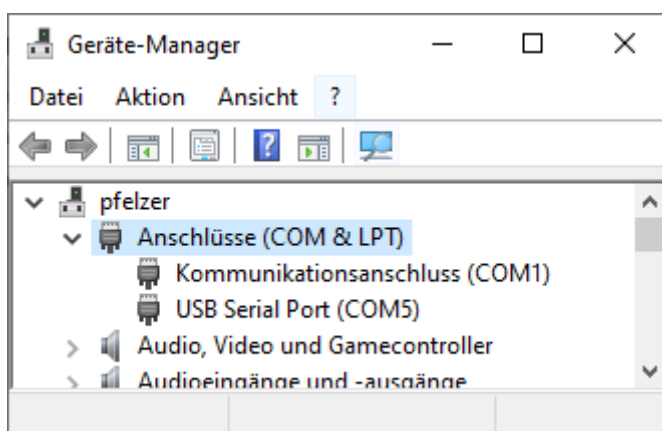 Geräte-Manager
Datei Aktion Ansicht ?
pfelzer
Anschlüsse (COM & LPT)
Kommunikationsanschluss (COM1)
USB Serial Port (COM5)
Audio, Video und Gamecontroller
Audioeingänge und -ausgänge